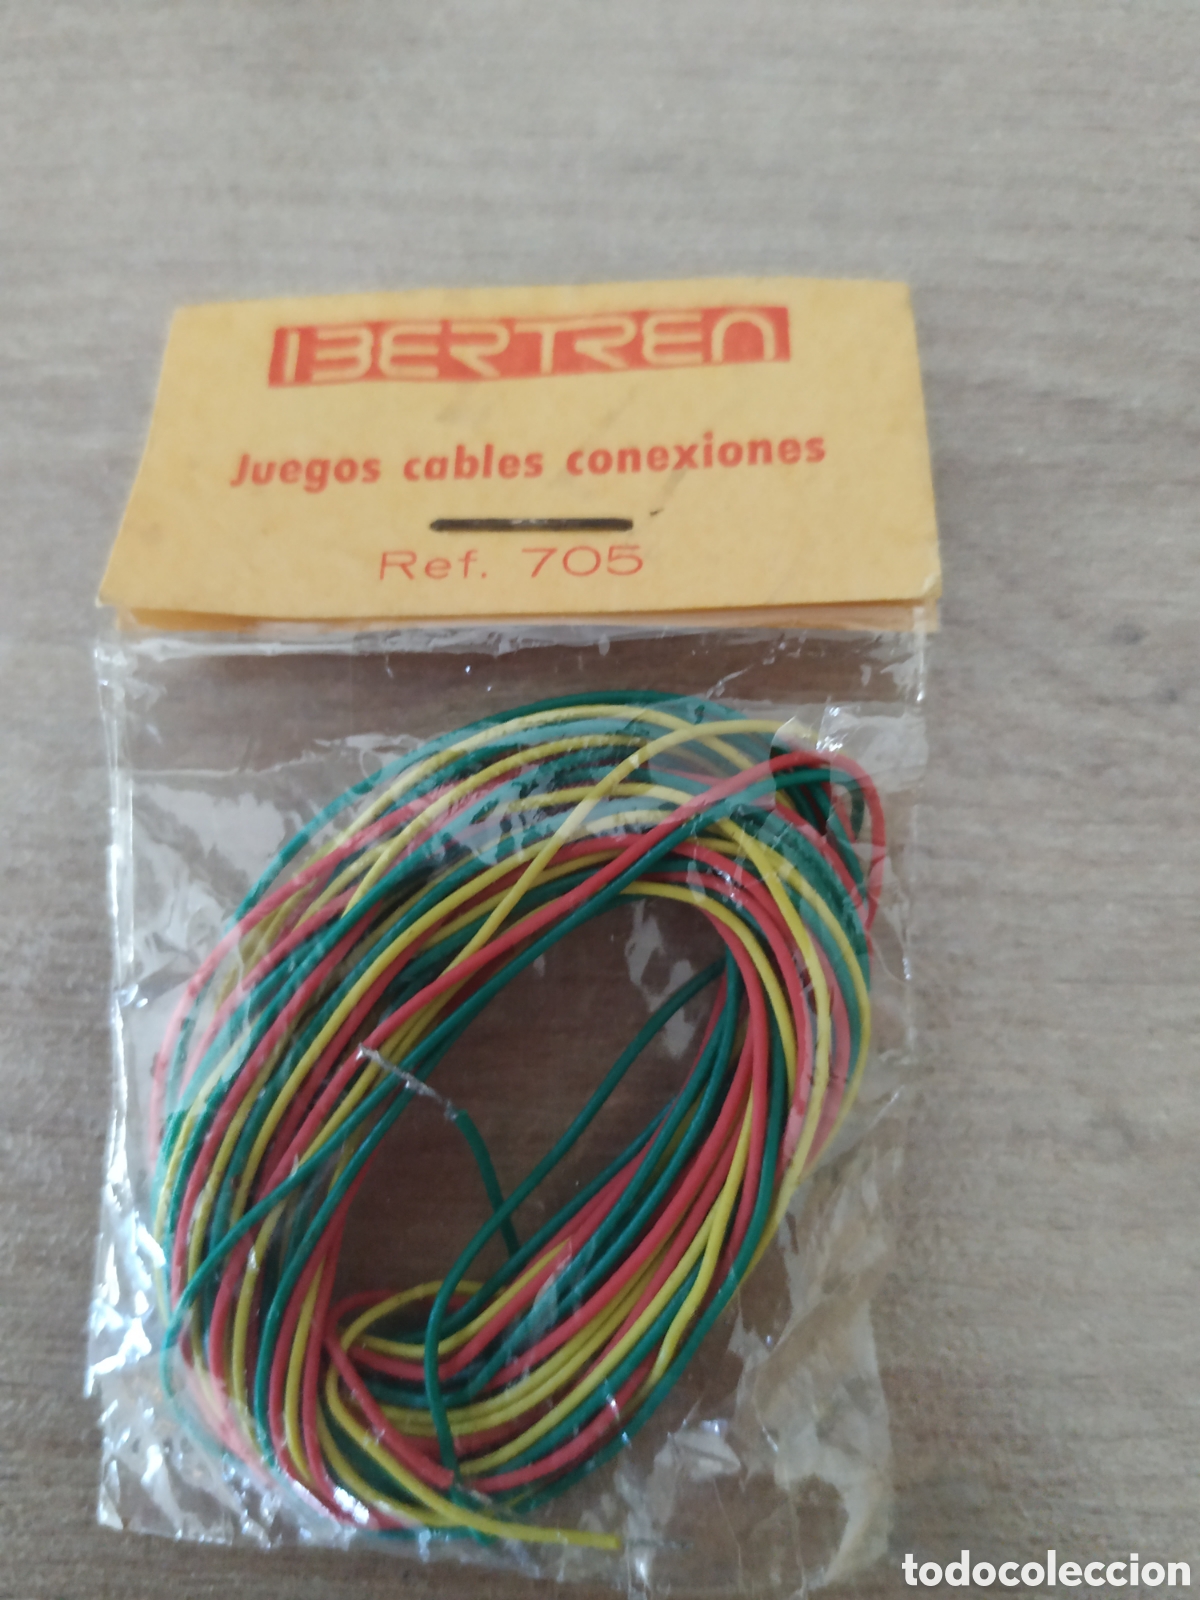 IBERTREN
Juegos cables conexiones
Ref. 705
todocoleccion